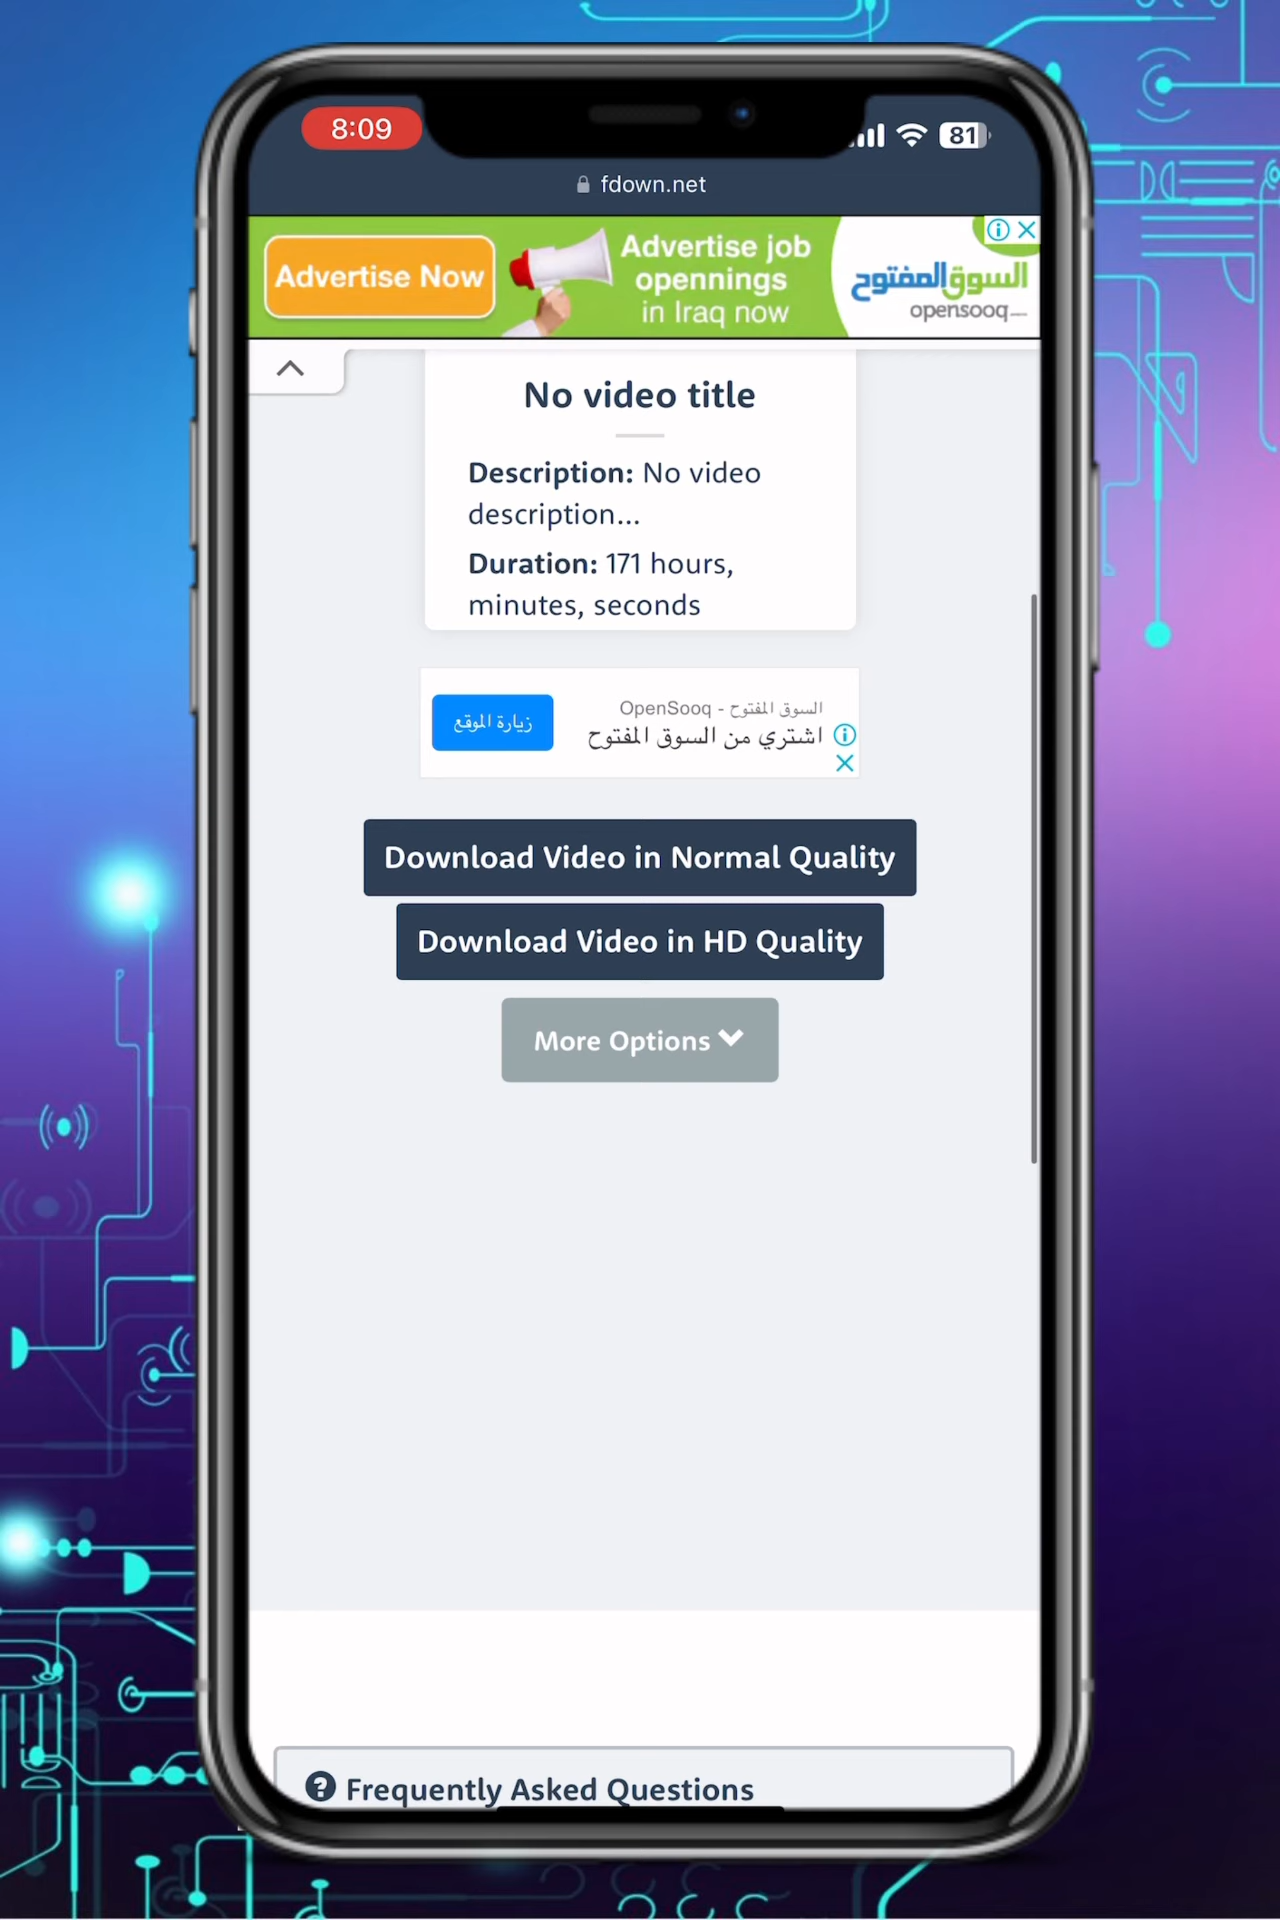 8:09
81
fdown.net
Advertise Now
Advertise job
opennings
in Iraq now
السوق المفتوح
opensooq
No video title
Description: No video
description...
Duration: 171 hours,
minutes, seconds
زيارة الموقع
السوق المفتوح - OpenSooq
اشتري من السوق المفتوح
Download Video in Normal Quality
Download Video in HD Quality
More Options
Frequently Asked Questions